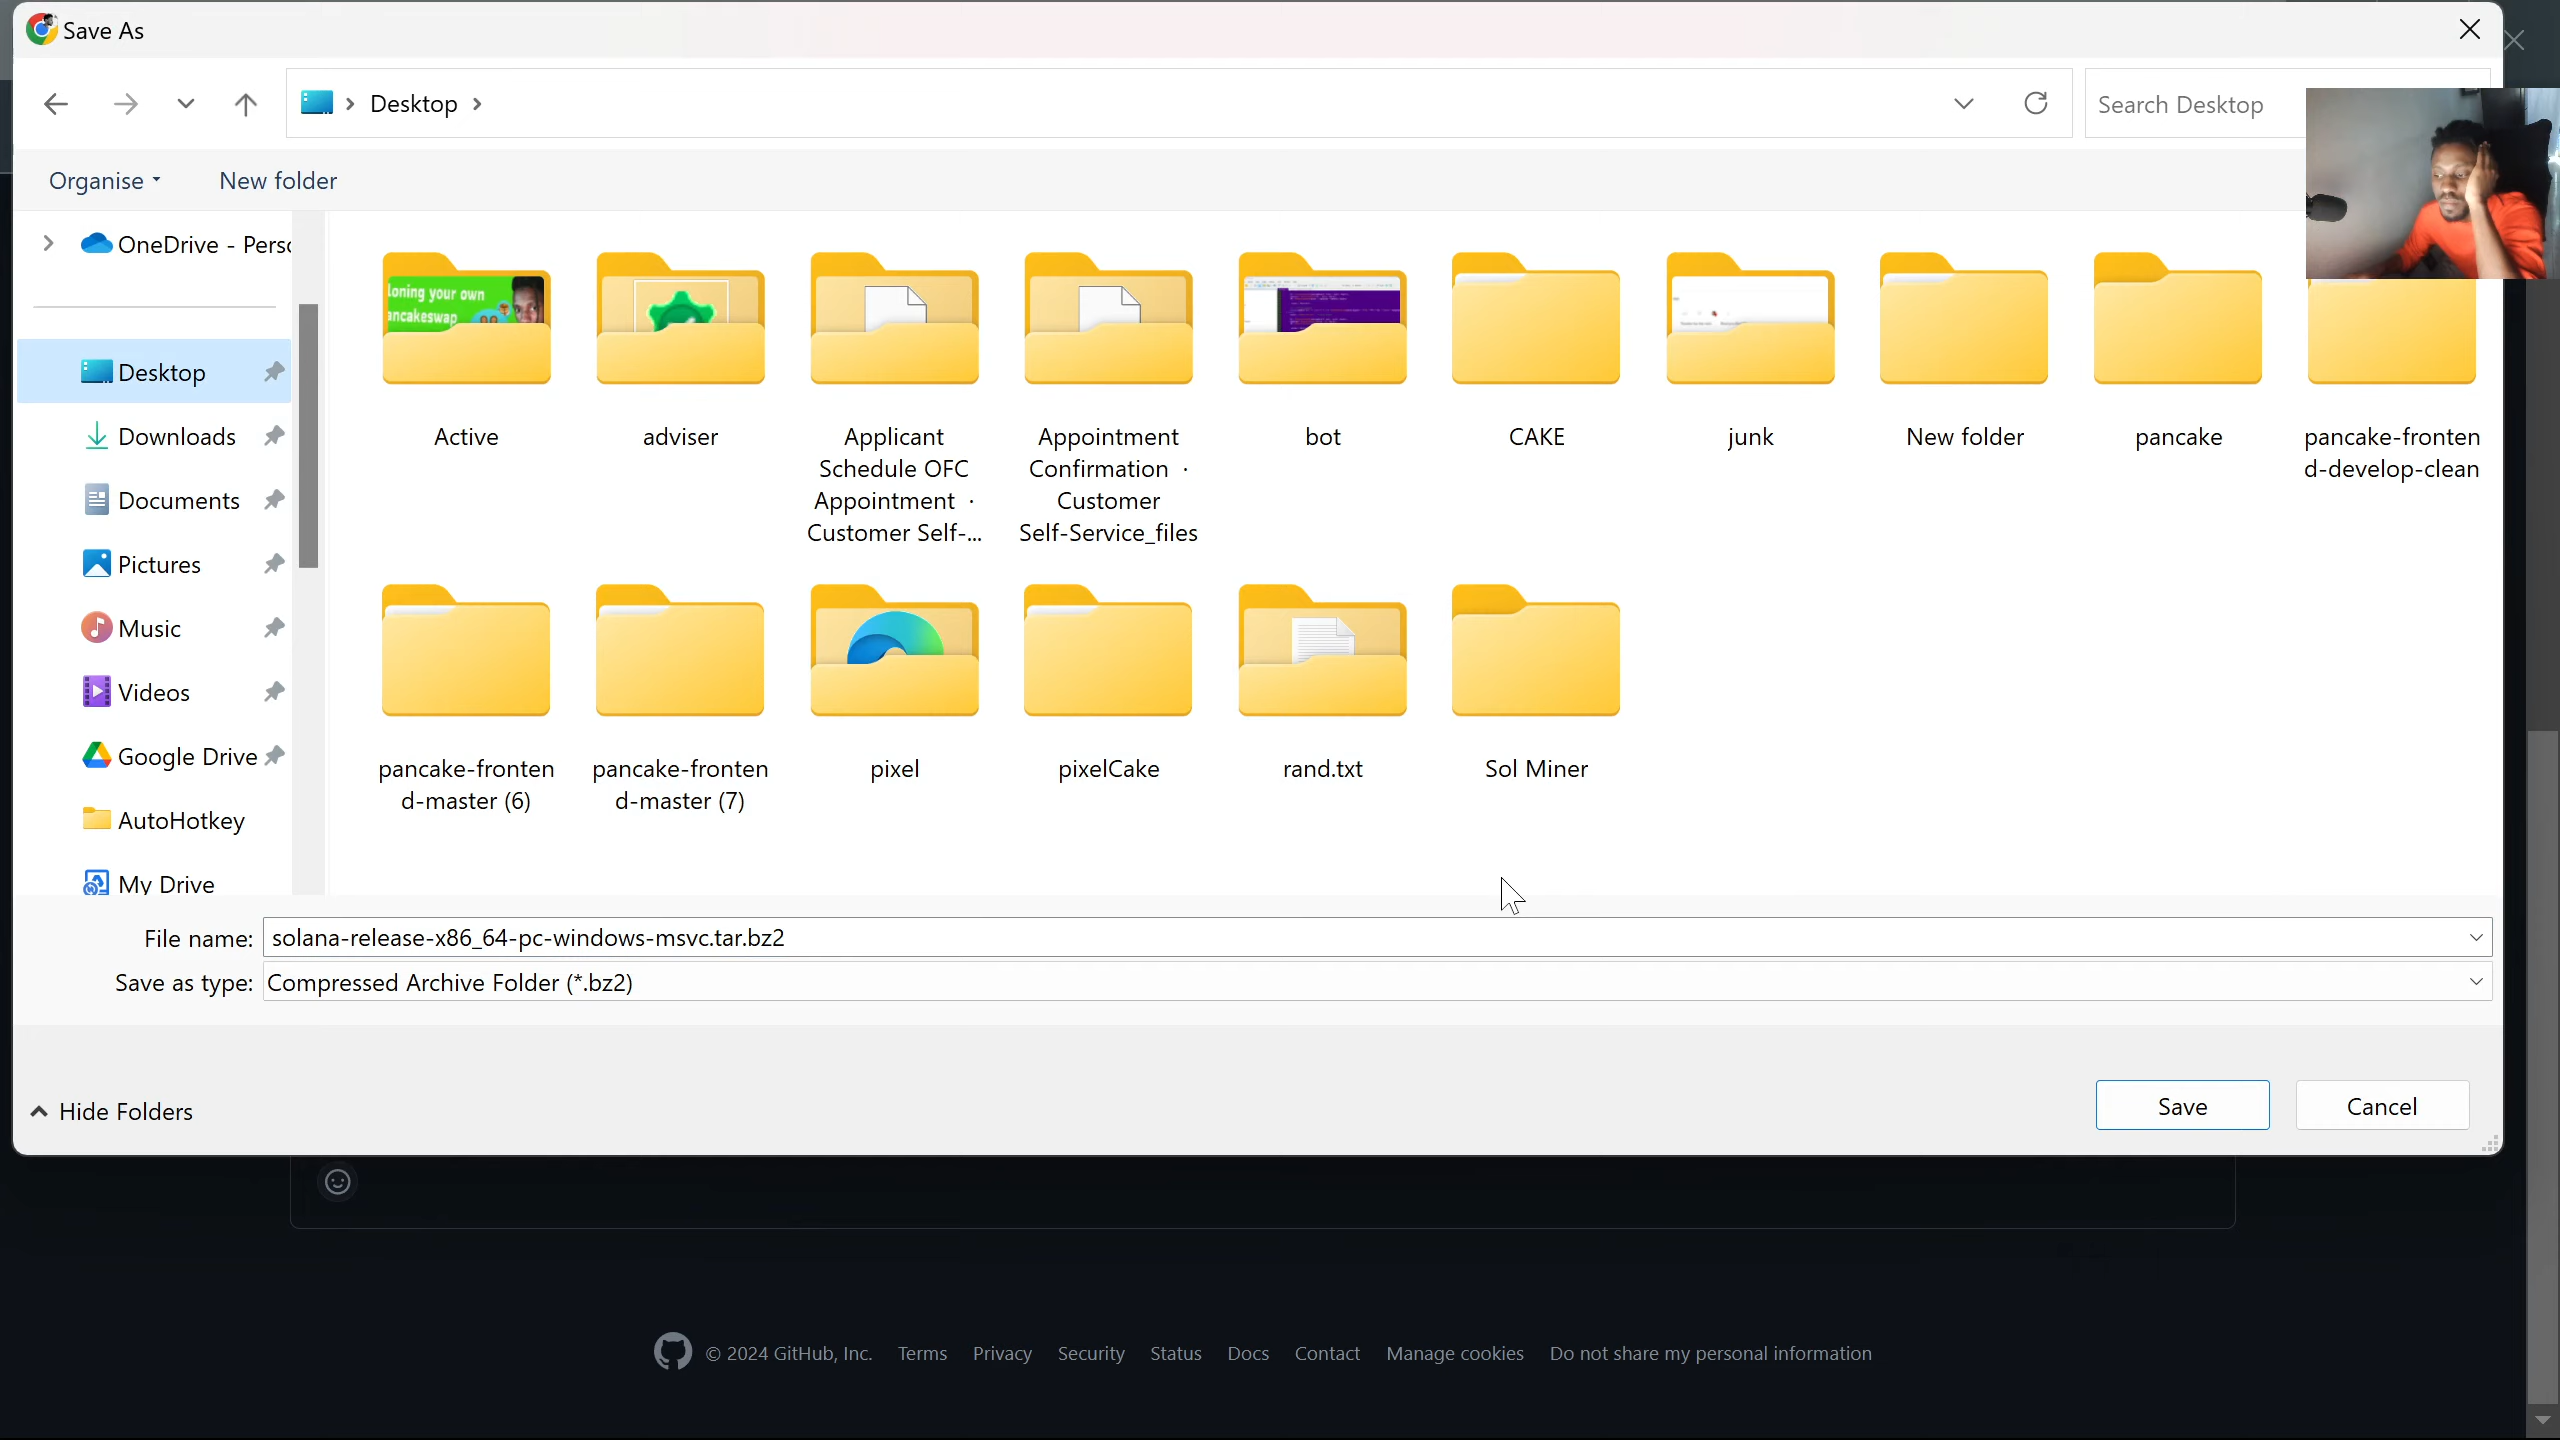 Save As
Desktop
Search Desktop
Organise
New folder
OneDrive - Perso
Desktop
Downloads
Documents
Pictures
Music
Videos
Google Drive
AutoHotkey
My Drive
loning your own
ancakeswap
Active
adviser
Applicant
Schedule OFC
Appointment ·
Customer Self-...
Appointment
Confirmation ·
Customer
Self-Service_files
bot
CAKE
junk
New folder
pancake
pancake-fronten
d-develop-clean
pancake-fronten
d-master (6)
pancake-fronten
d-master (7)
pixel
pixelCake
rand.txt
Sol Miner
File name: solana-release-x86_64-pc-windows-msvc.tar.bz2
Save as type: Compressed Archive Folder (*.bz2)
Hide Folders
Save
Cancel
© 2024 GitHub, Inc. Terms Privacy Security Status Docs Contact Manage cookies Do not share my personal information